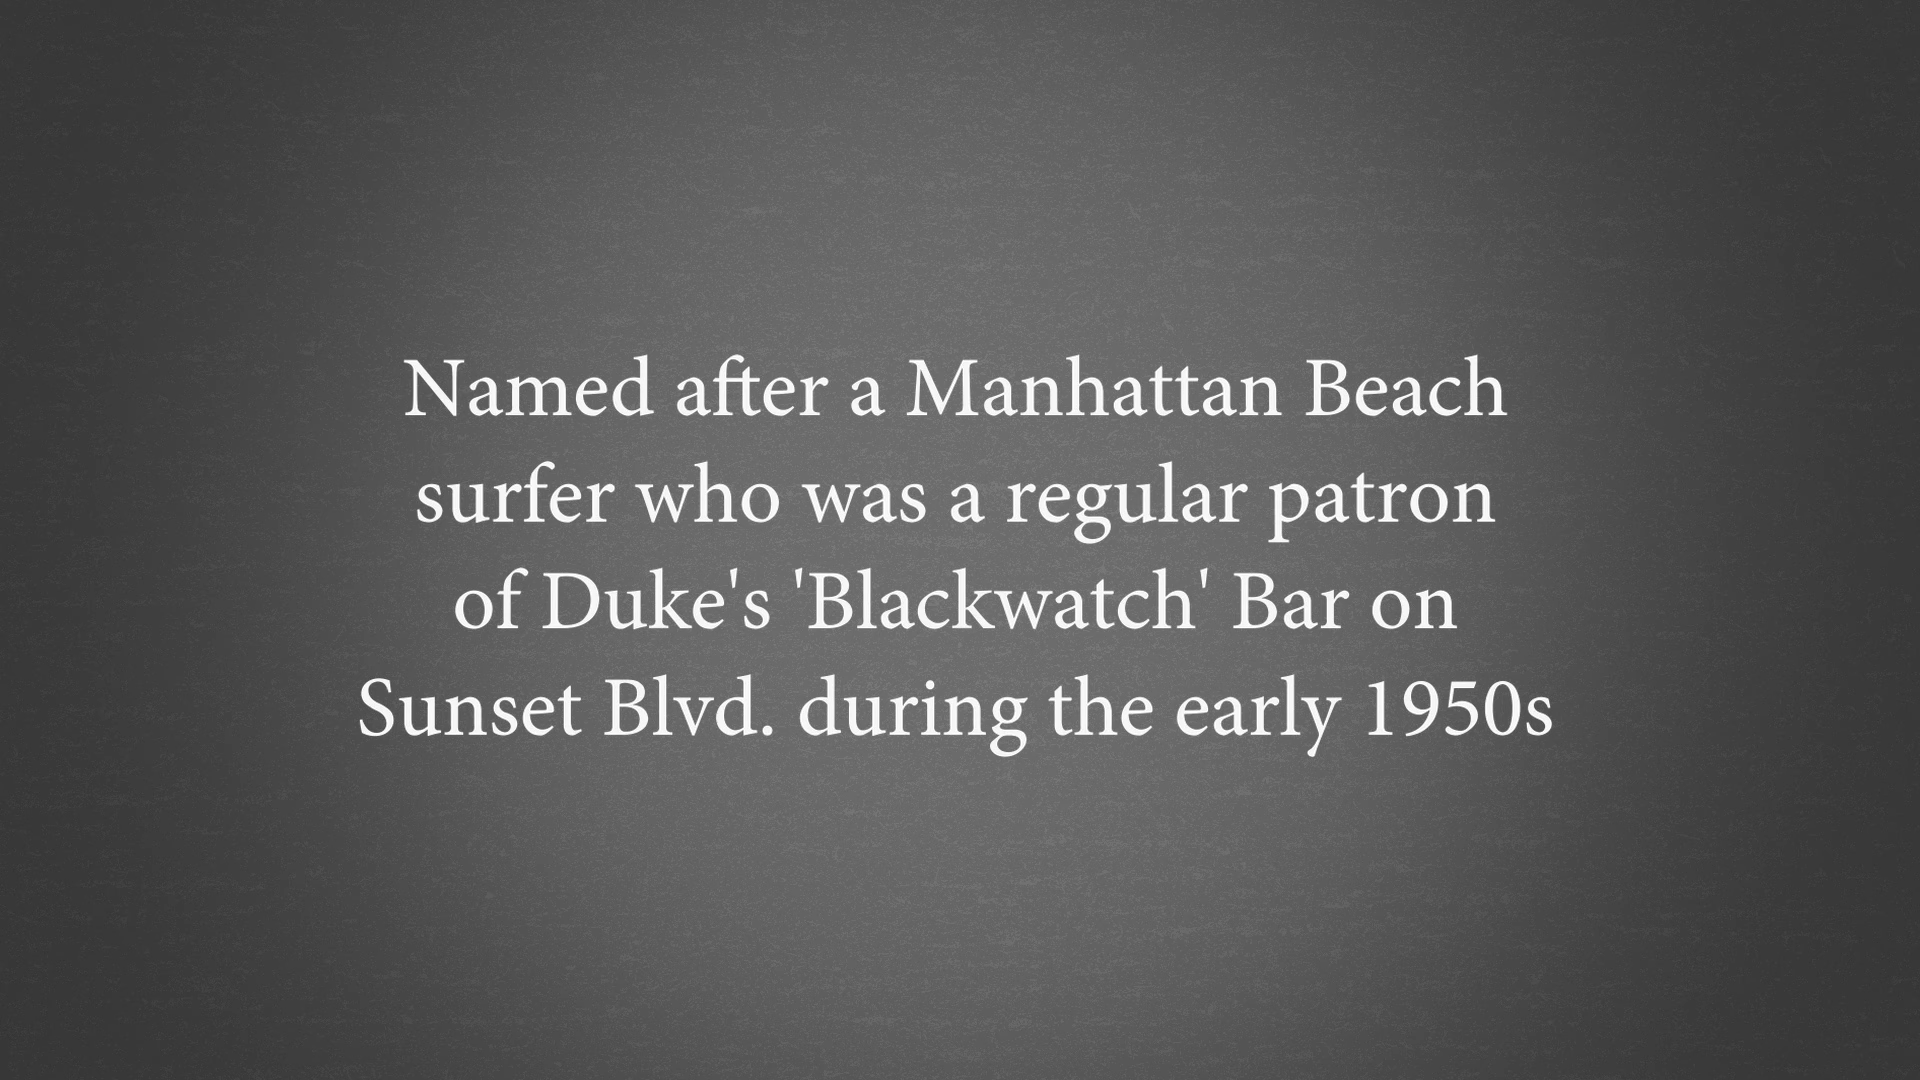 Named after a Manhattan Beach
surfer who was a regular patron
of Duke's 'Blackwatch' Bar on
Sunset Blvd. during the early 1950s